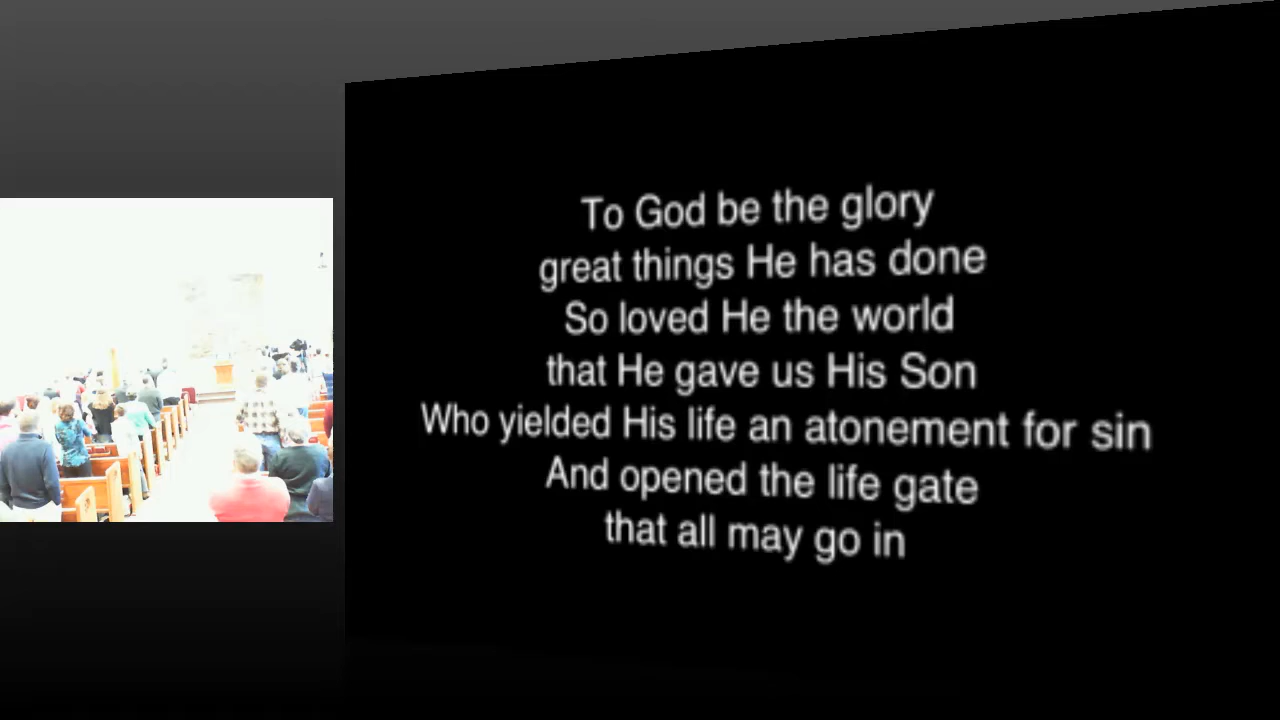 To God be the glory
great things He has done
So loved He the world
that He gave us His Son
Who yielded His life an atonement for sin
And opened the life gate
that all may go in